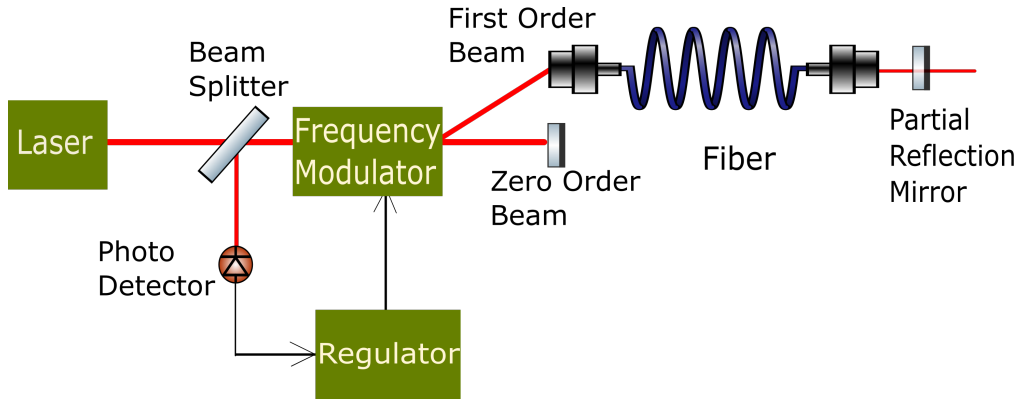 First Order
Beam
Beam
Splitter
Laser
Frequency
Modulator
Partial
Reflection
Mirror
Fiber
Zero Order
Beam
Photo
Detector
Regulator